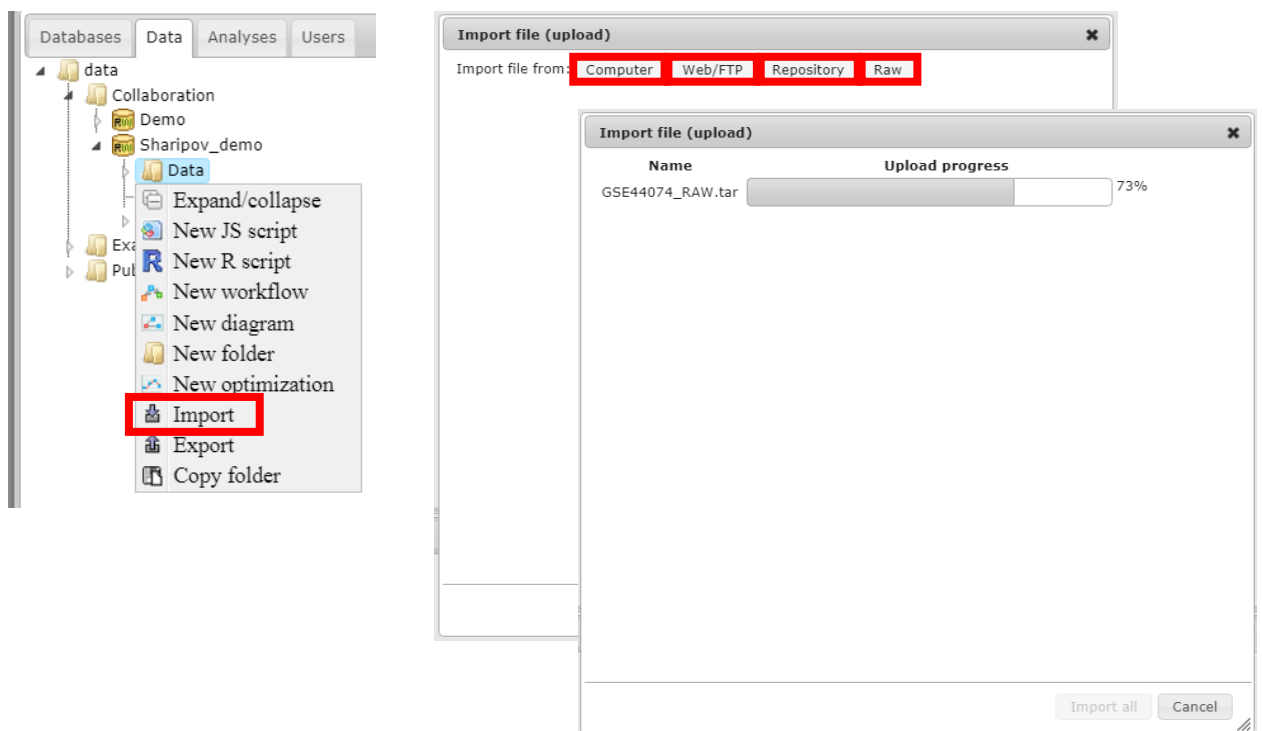 Databases Data Analyses Users
data
Collaboration
Demo
Sharipov_demo
Data
Expand/collapse
New JS script
Exa
New R script
Pub
New workflow
New diagram
New folder
New optimization
Import
Export
Copy folder
Import file (upload)
Import file from: Computer Web/FTP Repository Raw
Import file (upload)
Name Upload progress
GSE44074_RAW.tar 73%
Import all Cancel